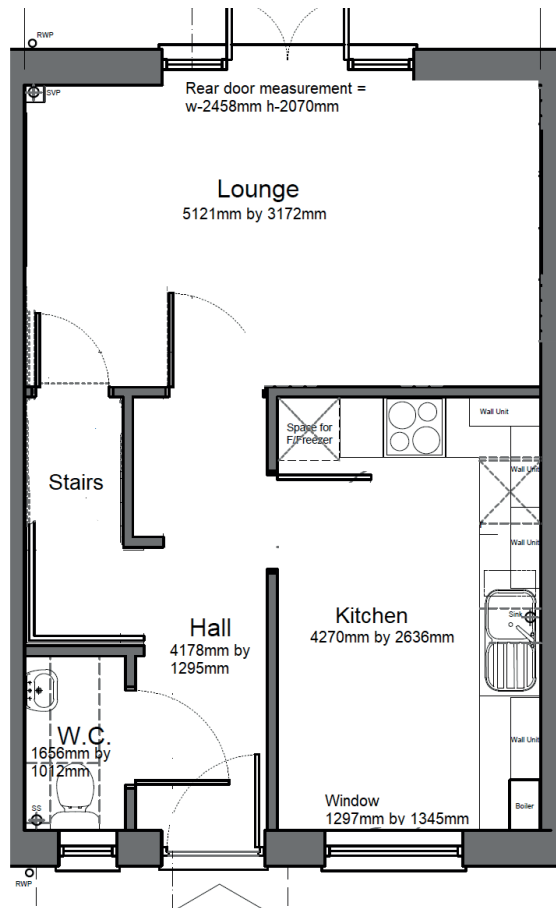 RWP
SVP
Rear door measurement =
w-2458mm h-2070mm
Lounge
5121mm by 3172mm
Wall Unit
Space for
F/Freezer
Wall Unit
Stairs
Wall Unit
Sink
Kitchen
4270mm by 2636mm
Hall
4178mm by
1295mm
W.C.
1656mm by
1012mm
Wall Unit
Window
1297mm by 1345mm
Boiler
SS
RWP